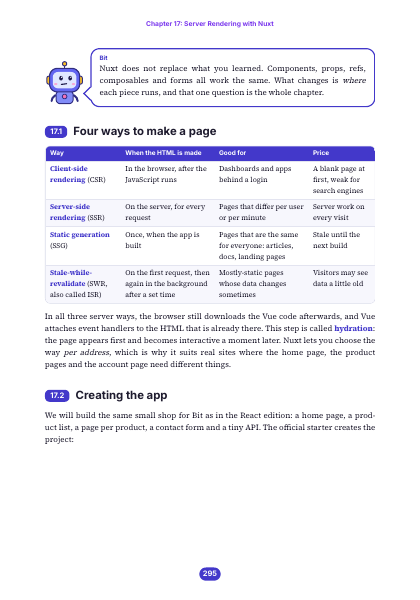 Chapter 17: Server Rendering with Nuxt
Bit
Nuxt does not replace what you learned. Components, props, refs,
composables and forms all work the same. What changes is where
each piece runs, and that one question is the whole chapter.
17.1 Four ways to make a page
Way When the HTML is made Good for Price
Client-side rendering (CSR) In the browser, after the JavaScript runs Dashboards and apps behind a login A blank page at first, weak for search engines
Server-side rendering (SSR) On the server, for every request Pages that differ per user or per minute Server work on every visit
Static generation (SSG) Once, when the app is built Pages that are the same for everyone: articles, docs, landing pages Stale until the next build
Stale-while-revalidate (SWR, also called ISR) On the first request, then again in the background after a set time Mostly-static pages whose data changes sometimes Visitors may see data a little old
In all three server ways, the browser still downloads the Vue code afterwards, and Vue
attaches event handlers to the HTML that is already there. This step is called hydration:
the page appears first and becomes interactive a moment later. Nuxt lets you choose the
way per address, which is why it suits real sites where the home page, the product
pages and the account page need different things.
17.2 Creating the app
We will build the same small shop for Bit as in the React edition: a home page, a prod-
uct list, a page per product, a contact form and a tiny API. The official starter creates the
project:
295